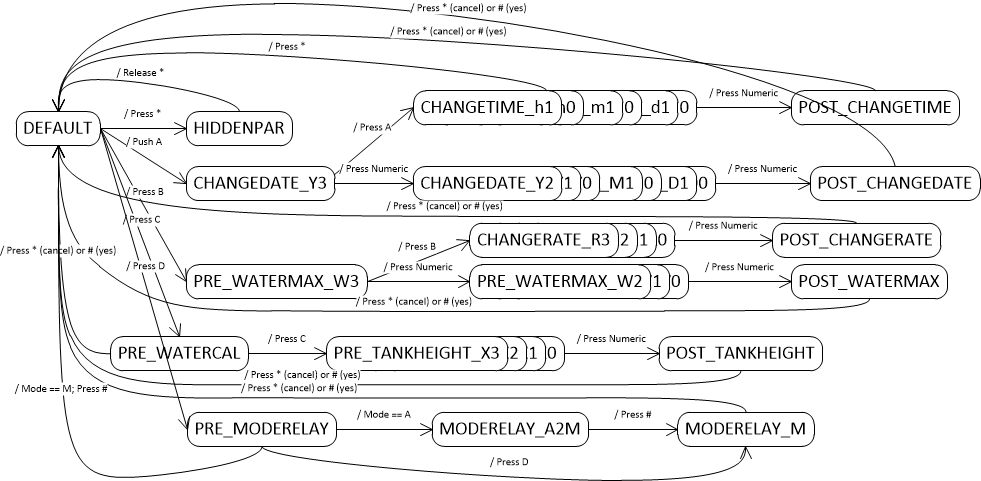 / Press * (cancel) or # (yes)
/ Press * (cancel) or # (yes)
/ Press *
/ Release *
CHANGETIME_h1 h0 _m1 0 _d1 0
/ Press Numeric
POST_CHANGETIME
DEFAULT
/ Press *
HIDDENPAR
/ Press A
/ Push A
CHANGEDATE_Y3
/ Press Numeric
CHANGEDATE_Y2 Y1 0 _M1 0 _D1 0
/ Press Numeric
POST_CHANGEDATE
/ Press B
/ Press * (cancel) or # (yes)
/ Press C
CHANGERATE_R3 2 1 0
/ Press Numeric
POST_CHANGERATE
/ Press B
/ Press * (cancel) or # (yes)
/ Press D
/ Press Numeric
PRE_WATERMAX_W3
PRE_WATERMAX_W2 1 0
/ Press Numeric
POST_WATERMAX
/ Press * (cancel) or # (yes)
PRE_WATERCAL
/ Press C
PRE_TANKHEIGHT_X3 2 1 0
/ Press Numeric
POST_TANKHEIGHT
/ Press * (cancel) or # (yes)
/ Mode == M; Press #
/ Press * (cancel) or # (yes)
PRE_MODERELAY
/ Mode == A
MODERELAY_A2M
/ Press #
MODERELAY_M
/ Press D